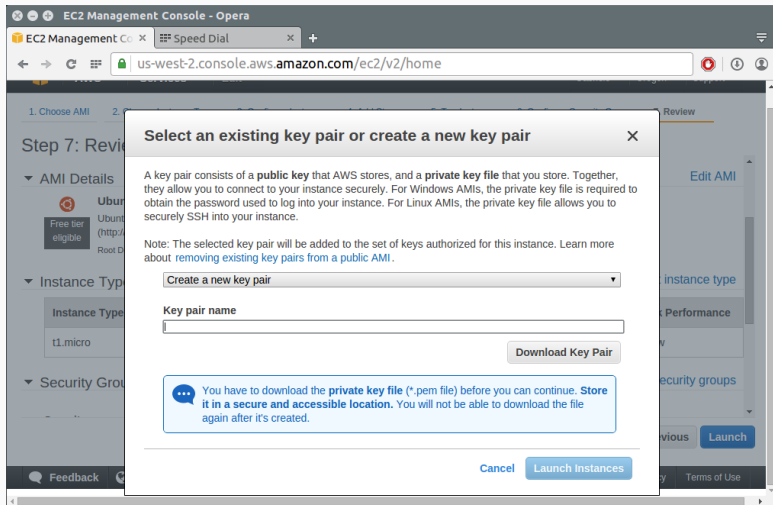 EC2 Management Console - Opera
EC2 Management Co
Speed Dial
us-west-2.console.aws.amazon.com/ec2/v2/home
1. Choose AMI 2. Review
Step 7: Revie
AMI Details Edit AMI
Free tier eligible
Ubun
Ubunt
(http:/
Root D
Instance Typ instance type
Instance Type Performance
t1.micro
Security Grou ecurity groups
vious Launch
Feedback Terms of Use
Select an existing key pair or create a new key pair
A key pair consists of a public key that AWS stores, and a private key file that you store. Together,
they allow you to connect to your instance securely. For Windows AMIs, the private key file is required to
obtain the password used to log into your instance. For Linux AMIs, the private key file allows you to
securely SSH into your instance.
Note: The selected key pair will be added to the set of keys authorized for this instance. Learn more
about removing existing key pairs from a public AMI.
Create a new key pair
Key pair name
Download Key Pair
You have to download the private key file (*.pem file) before you can continue. Store
it in a secure and accessible location. You will not be able to download the file
again after it's created.
Cancel Launch Instances